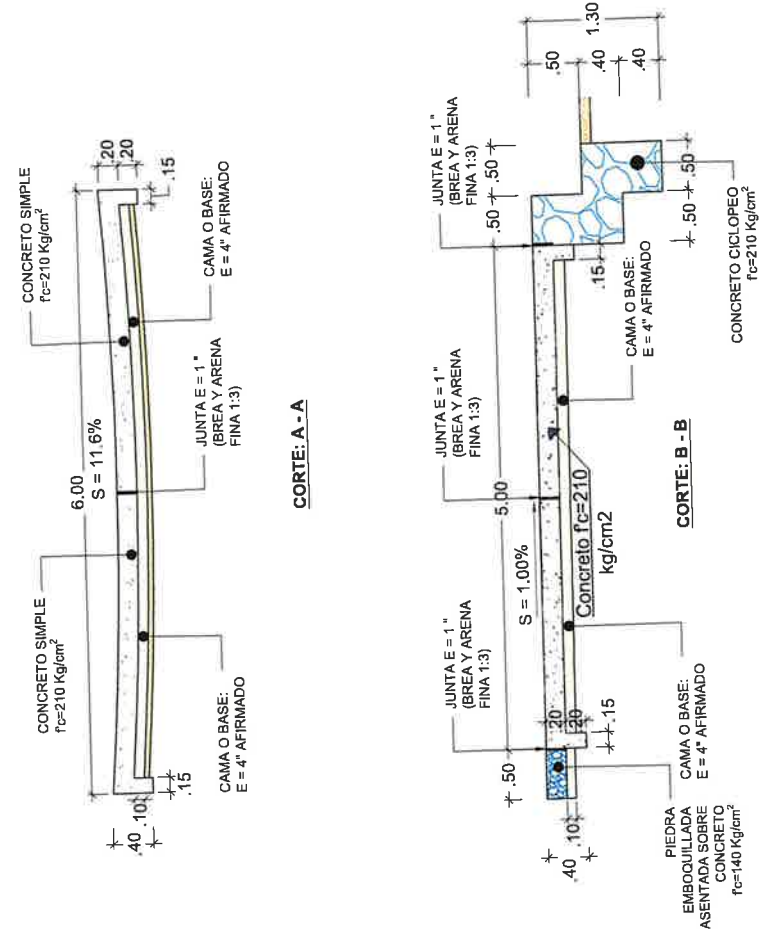 CONCRETO SIMPLE
f'c=210 Kg/cm²
CONCRETO SIMPLE
f'c=210 Kg/cm²
6.00
S = 11.6%
.20
.20
.15
.40
.10
.15
CAMA O BASE:
E = 4" AFIRMADO
JUNTA E = 1 "
(BREA Y ARENA
FINA 1:3)
CAMA O BASE:
E = 4" AFIRMADO
CORTE: A - A
JUNTA E = 1 "
(BREA Y ARENA
FINA 1:3)
JUNTA E = 1 "
(BREA Y ARENA
FINA 1:3)
JUNTA E = 1 "
(BREA Y ARENA
FINA 1:3)
.50
5.00
.50
.50
S = 1.00%
.50
.40
.40
1.30
.40
.10
.20
.20
.15
.15
.50
.50
Concreto f'c=210
kg/cm2
PIEDRA
EMBOQUILLADA
ASENTADA SOBRE
CONCRETO
f'c=140 Kg/cm²
CAMA O BASE:
E = 4" AFIRMADO
CAMA O BASE:
E = 4" AFIRMADO
CONCRETO CICLOPEO
f'c=210 Kg/cm²
CORTE: B - B